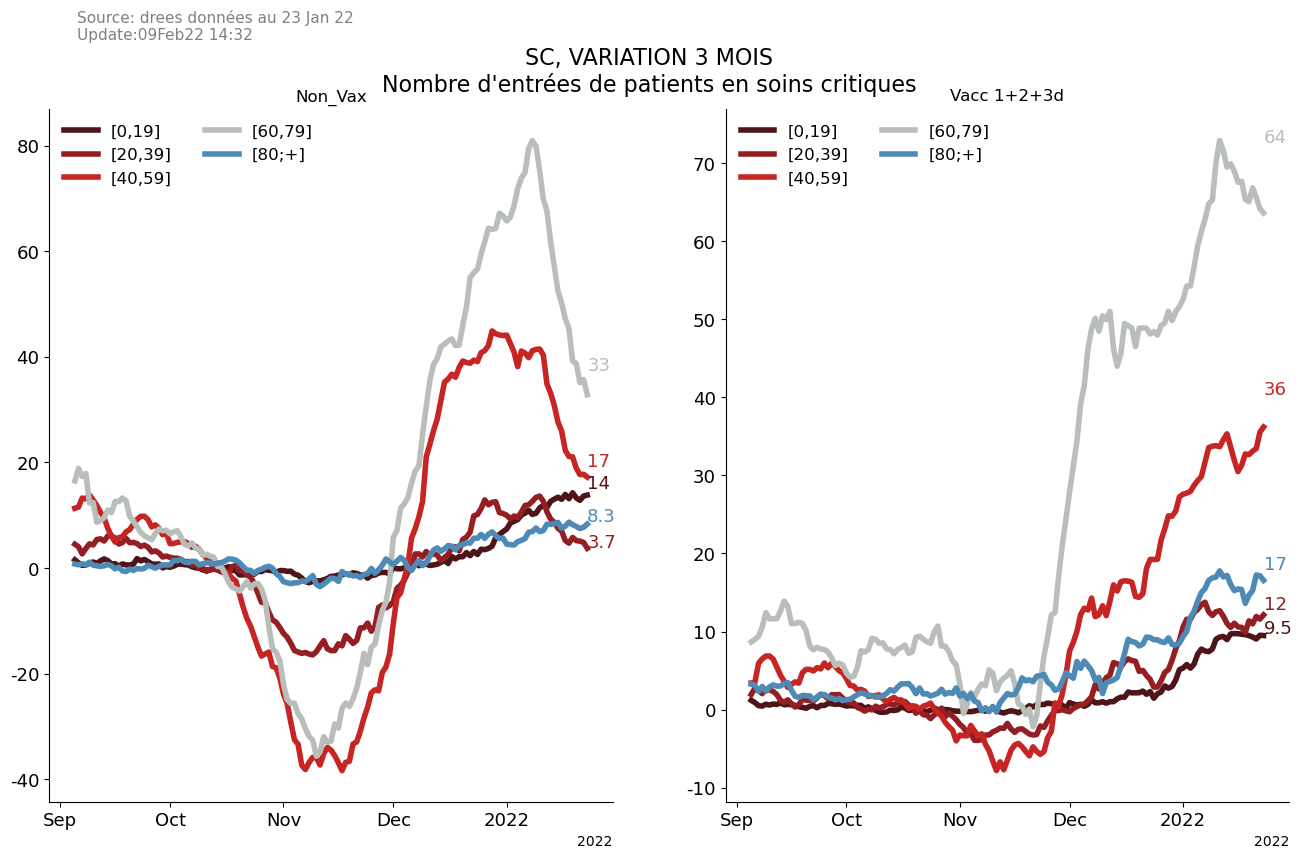 Source: drees données au 23 Jan 22
Update:09Feb22 14:32
SC, VARIATION 3 MOIS
Nombre d'entrées de patients en soins critiques
Non_Vax
[0,19]
[20,39]
[40,59]
[60,79]
[80;+]
80
60
40
20
0
-20
-40
33
17
14
8.3
3.7
Sep
Oct
Nov
Dec
2022
2022
Vacc 1+2+3d
[0,19]
[20,39]
[40,59]
[60,79]
[80;+]
70
60
50
40
30
20
10
0
-10
64
36
17
12
9.5
Sep
Oct
Nov
Dec
2022
2022